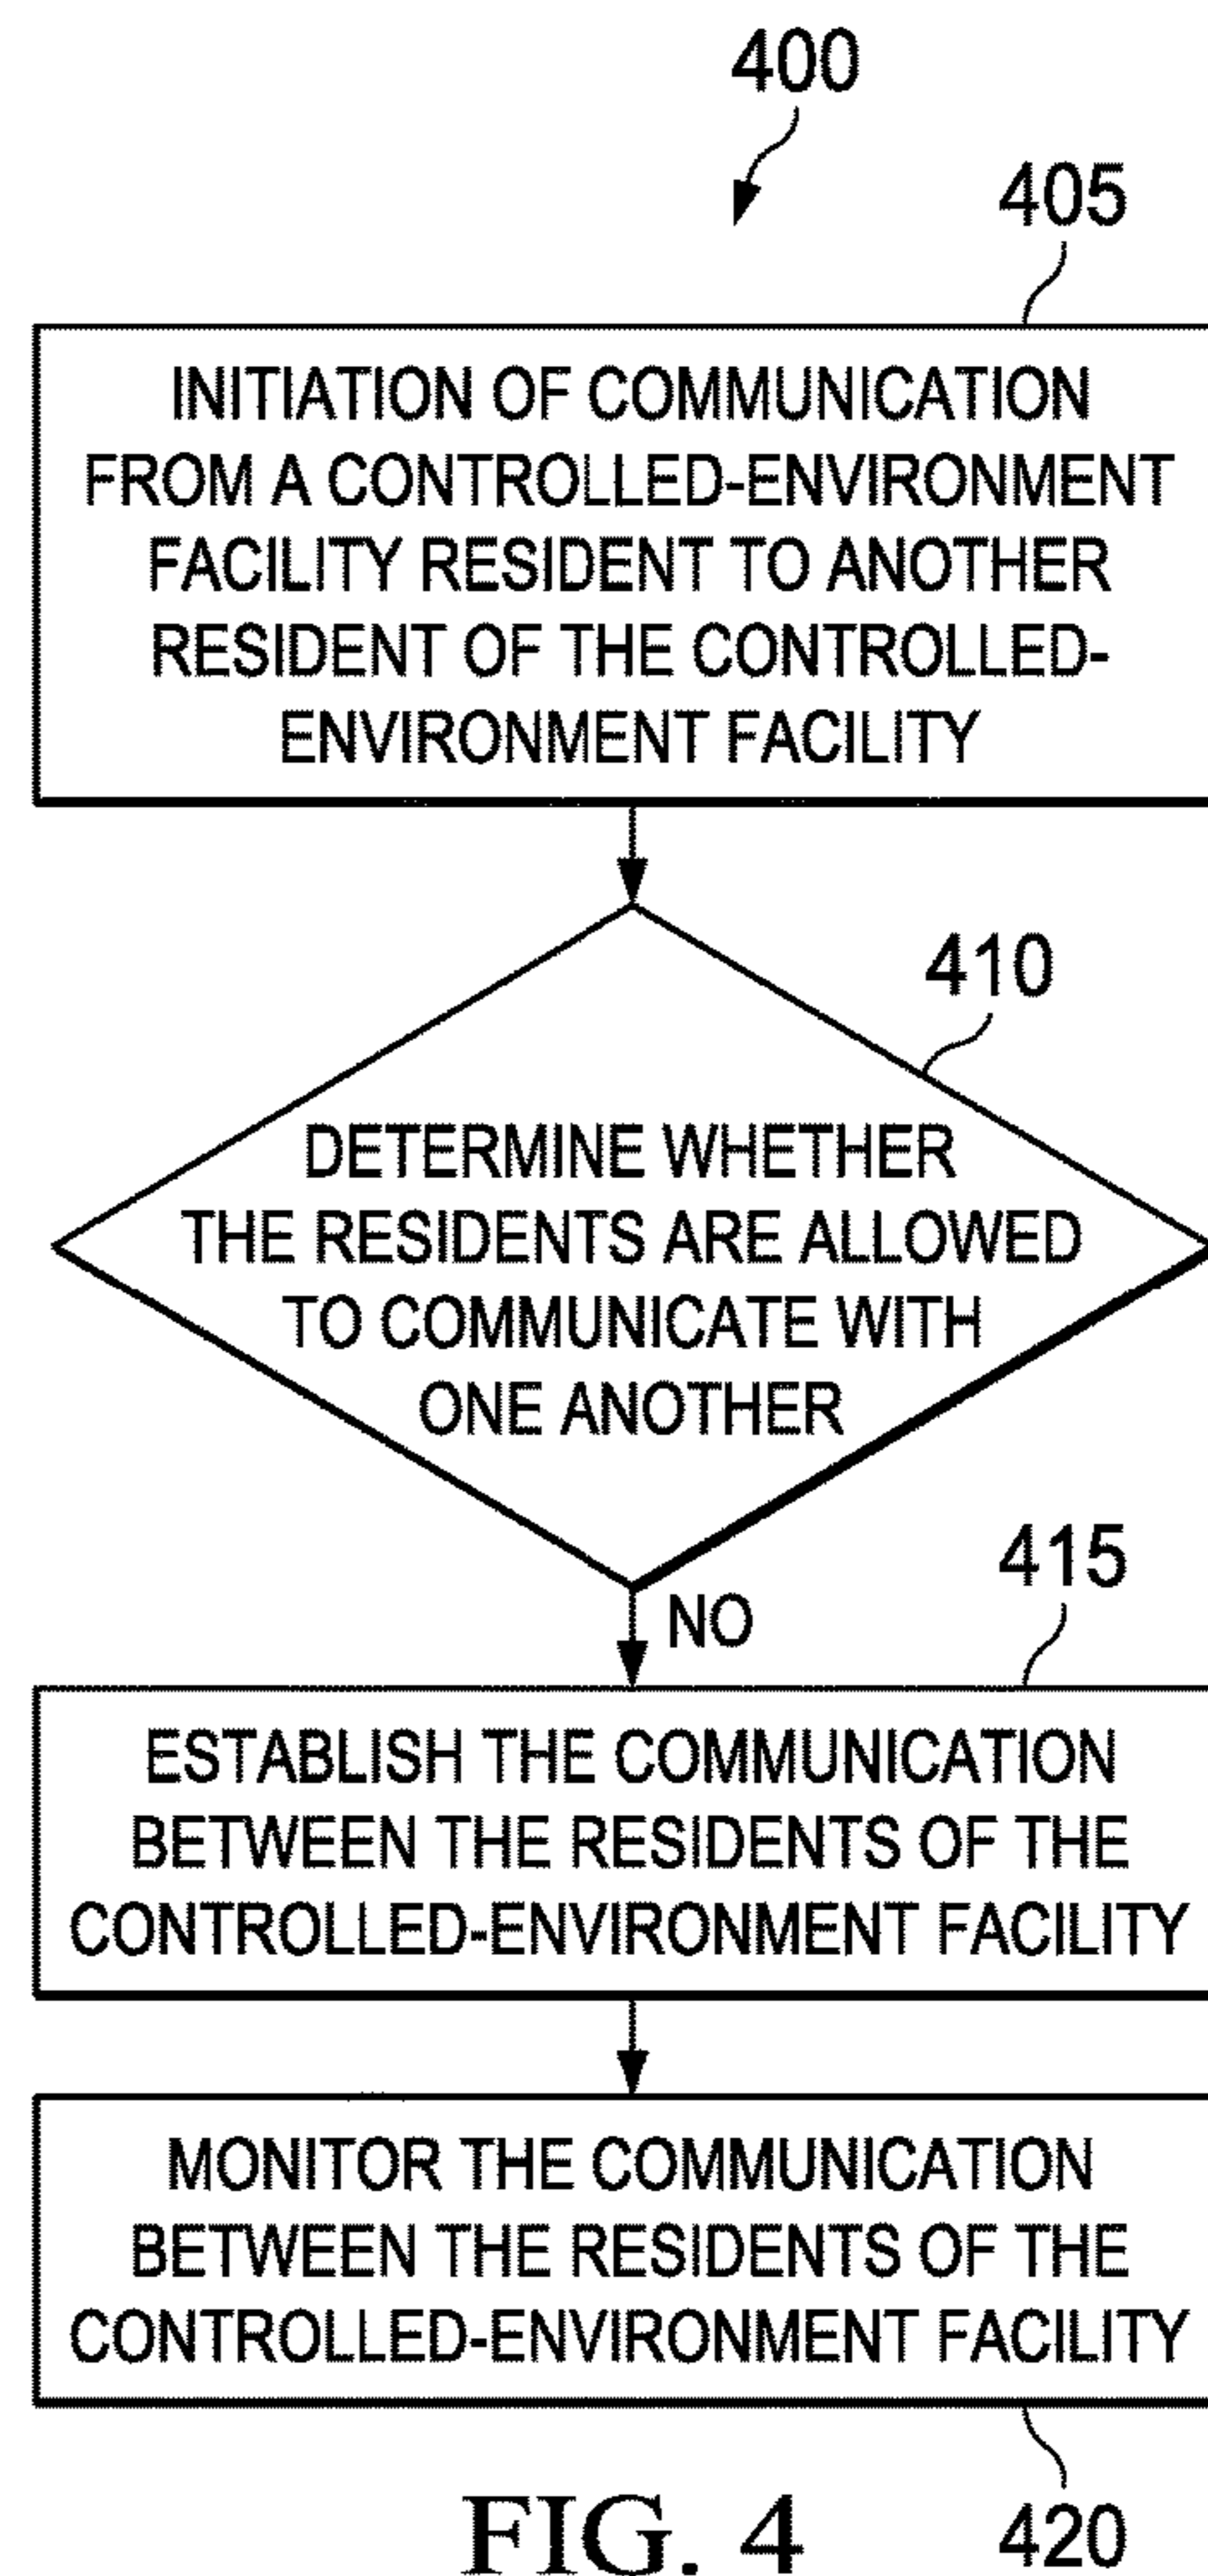 400
405
INITIATION OF COMMUNICATION
FROM A CONTROLLED-ENVIRONMENT
FACILITY RESIDENT TO ANOTHER
RESIDENT OF THE CONTROLLED-
ENVIRONMENT FACILITY
410
DETERMINE WHETHER
THE RESIDENTS ARE ALLOWED
TO COMMUNICATE WITH
ONE ANOTHER
NO
415
ESTABLISH THE COMMUNICATION
BETWEEN THE RESIDENTS OF THE
CONTROLLED-ENVIRONMENT FACILITY
MONITOR THE COMMUNICATION
BETWEEN THE RESIDENTS OF THE
CONTROLLED-ENVIRONMENT FACILITY
420
FIG. 4